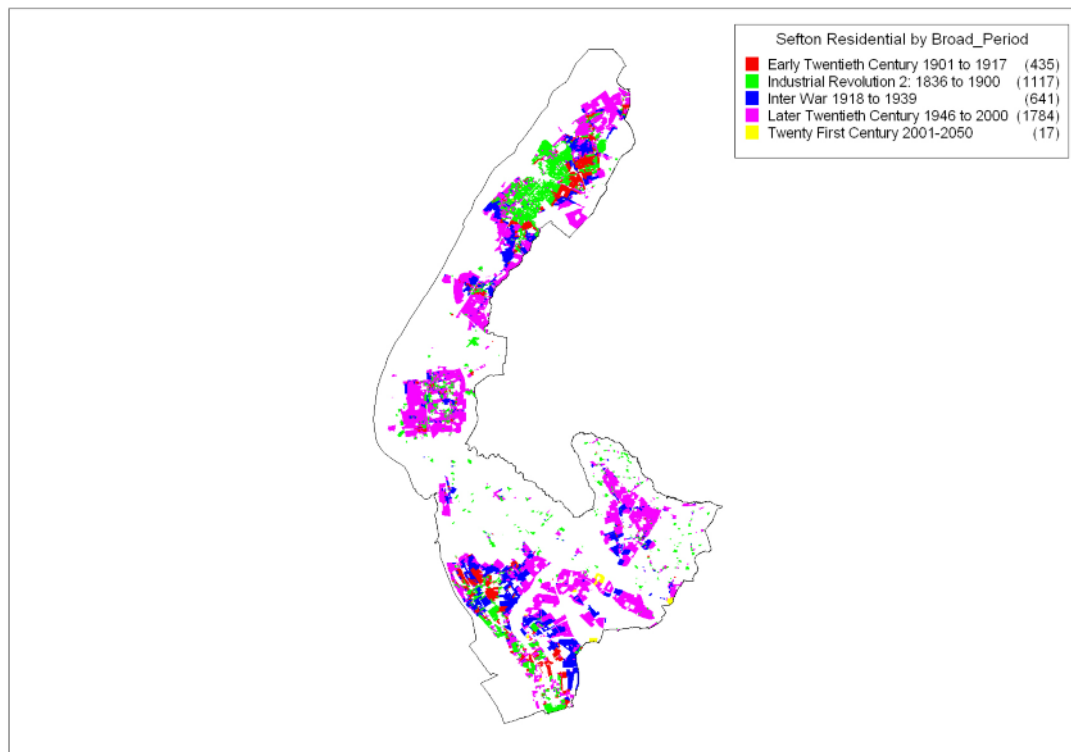 Sefton Residential by Broad_Period
Early Twentieth Century 1901 to 1917 (435)
Industrial Revolution 2: 1836 to 1900 (1117)
Inter War 1918 to 1939 (641)
Later Twentieth Century 1946 to 2000 (1784)
Twenty First Century 2001-2050 (17)